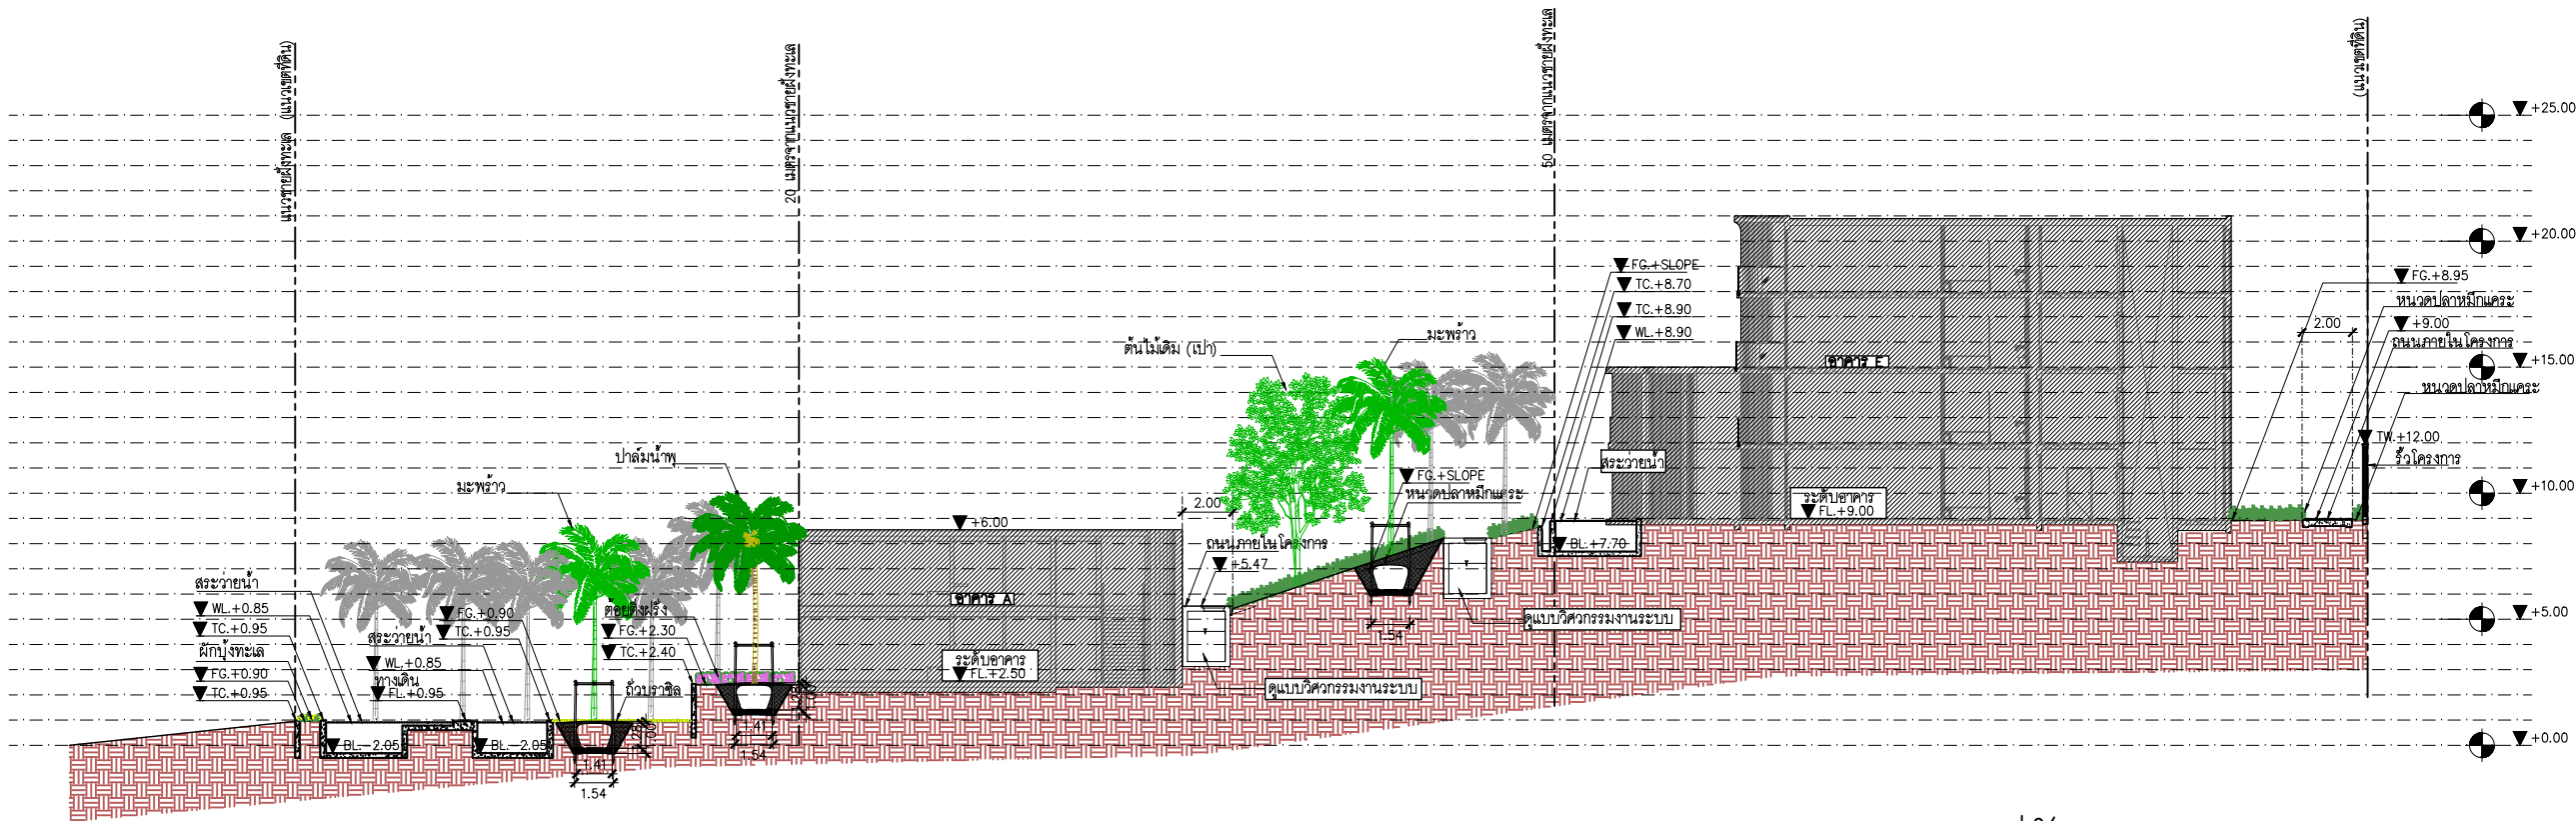 แนวชายฝั่งทะเล (แนวเขตที่ดิน)
20 เมตรจากแนวชายฝั่งทะเล
50 เมตรจากแนวชายฝั่งทะเล
(แนวเขตที่ดิน)
+25.00
+20.00
+15.00
+10.00
+5.00
+0.00
สระว่ายน้ำ
WL.+0.85
TC.+0.95
ผักบุ้งทะเล
FG.+0.90
TC.+0.95
BL.-2.05
สระว่ายน้ำ
WL.+0.85
ทางเดิน
FL.+0.95
BL.-2.05
มะพร้าว
FG.+0.90
TC.+0.95
ถั่วบราซิล
1.41
1.54
ปาล์มน้ำพุ
ต้อยติ่งฝรั่ง
FG.+2.30
TC.+2.40
1.41
1.54
+6.00
อาคาร A
ระดับอาคาร
FL.+2.50
2.00
ถนนภายในโครงการ
+5.47
ดูแบบวิศวกรรมงานระบบ
ต้นไม้เดิม (เปา)
มะพร้าว
FG.+SLOPE
หนวดปลาหมึกแคระ
1.54
ดูแบบวิศวกรรมงานระบบ
FG.+SLOPE
TC.+8.70
TC.+8.90
WL.+8.90
สระว่ายน้ำ
BL.+7.70
อาคาร E
ระดับอาคาร
FL.+9.00
FG.+8.95
หนวดปลาหมึกแคระ
2.00
+9.00
ถนนภายในโครงการ
หนวดปลาหมึกแคระ
TW.+12.00
รั้วโครงการ